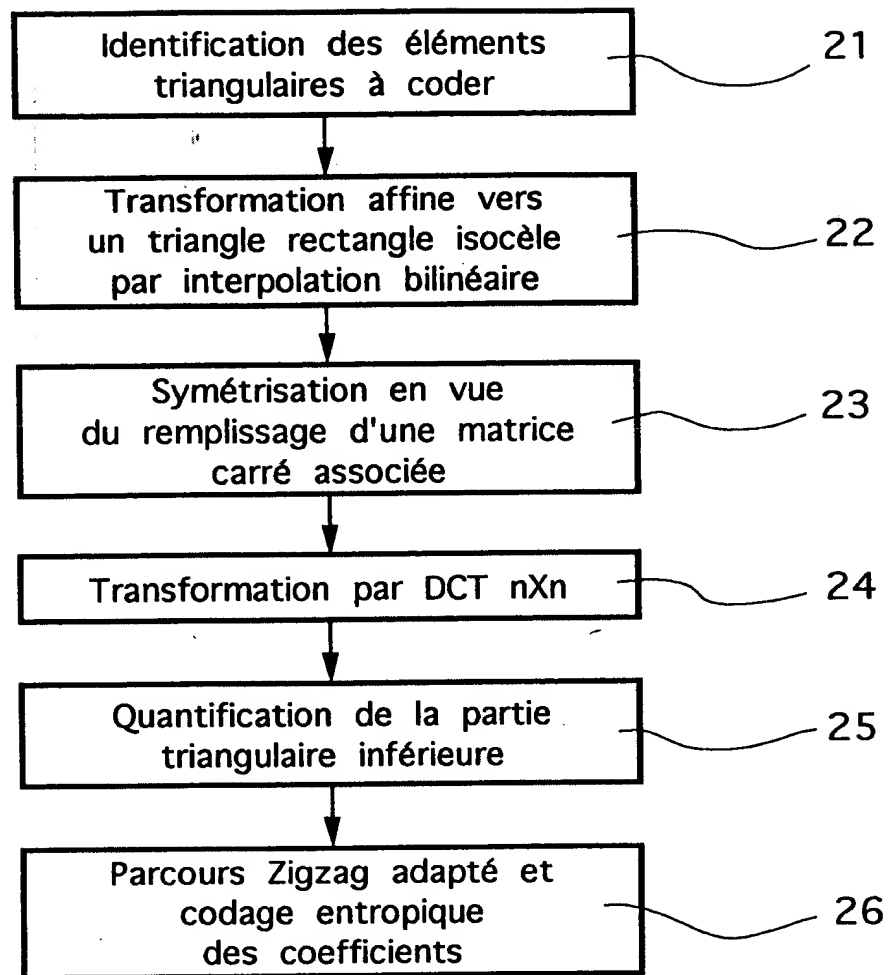 Identification des éléments
triangulaires à coder
21
Transformation affine vers
un triangle rectangle isocèle
par interpolation bilinéaire
22
Symétrisation en vue
du remplissage d'une matrice
carré associée
23
Transformation par DCT nXn
24
Quantification de la partie
triangulaire inférieure
25
Parcours Zigzag adapté et
codage entropique
des coefficients
26